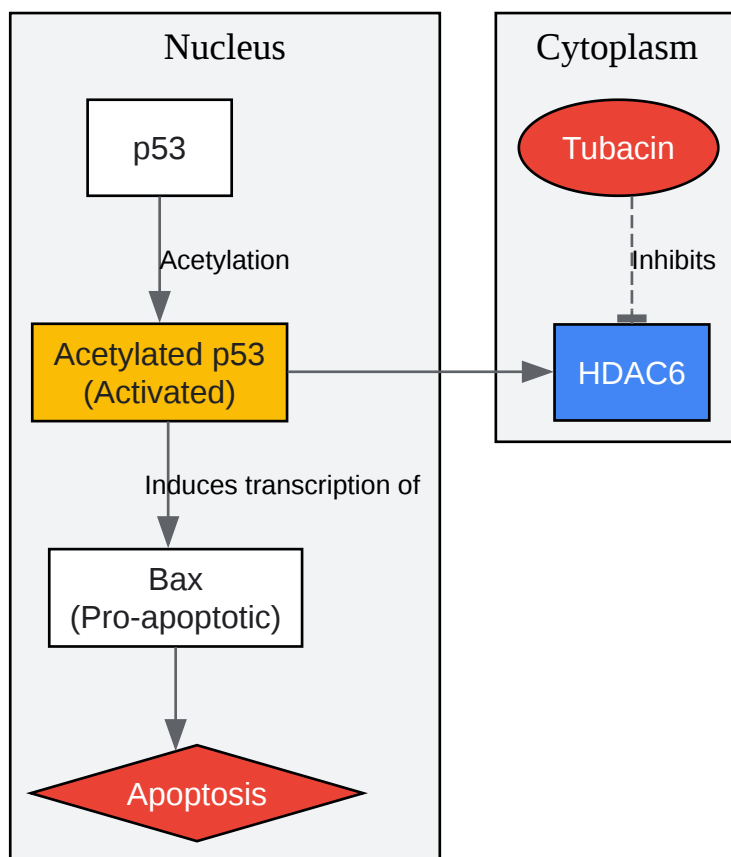 Nucleus
p53
Acetylation
Acetylated p53
(Activated)
Induces transcription of
Bax
(Pro-apoptotic)
Apoptosis
Cytoplasm
Tubacin
Inhibits
HDAC6